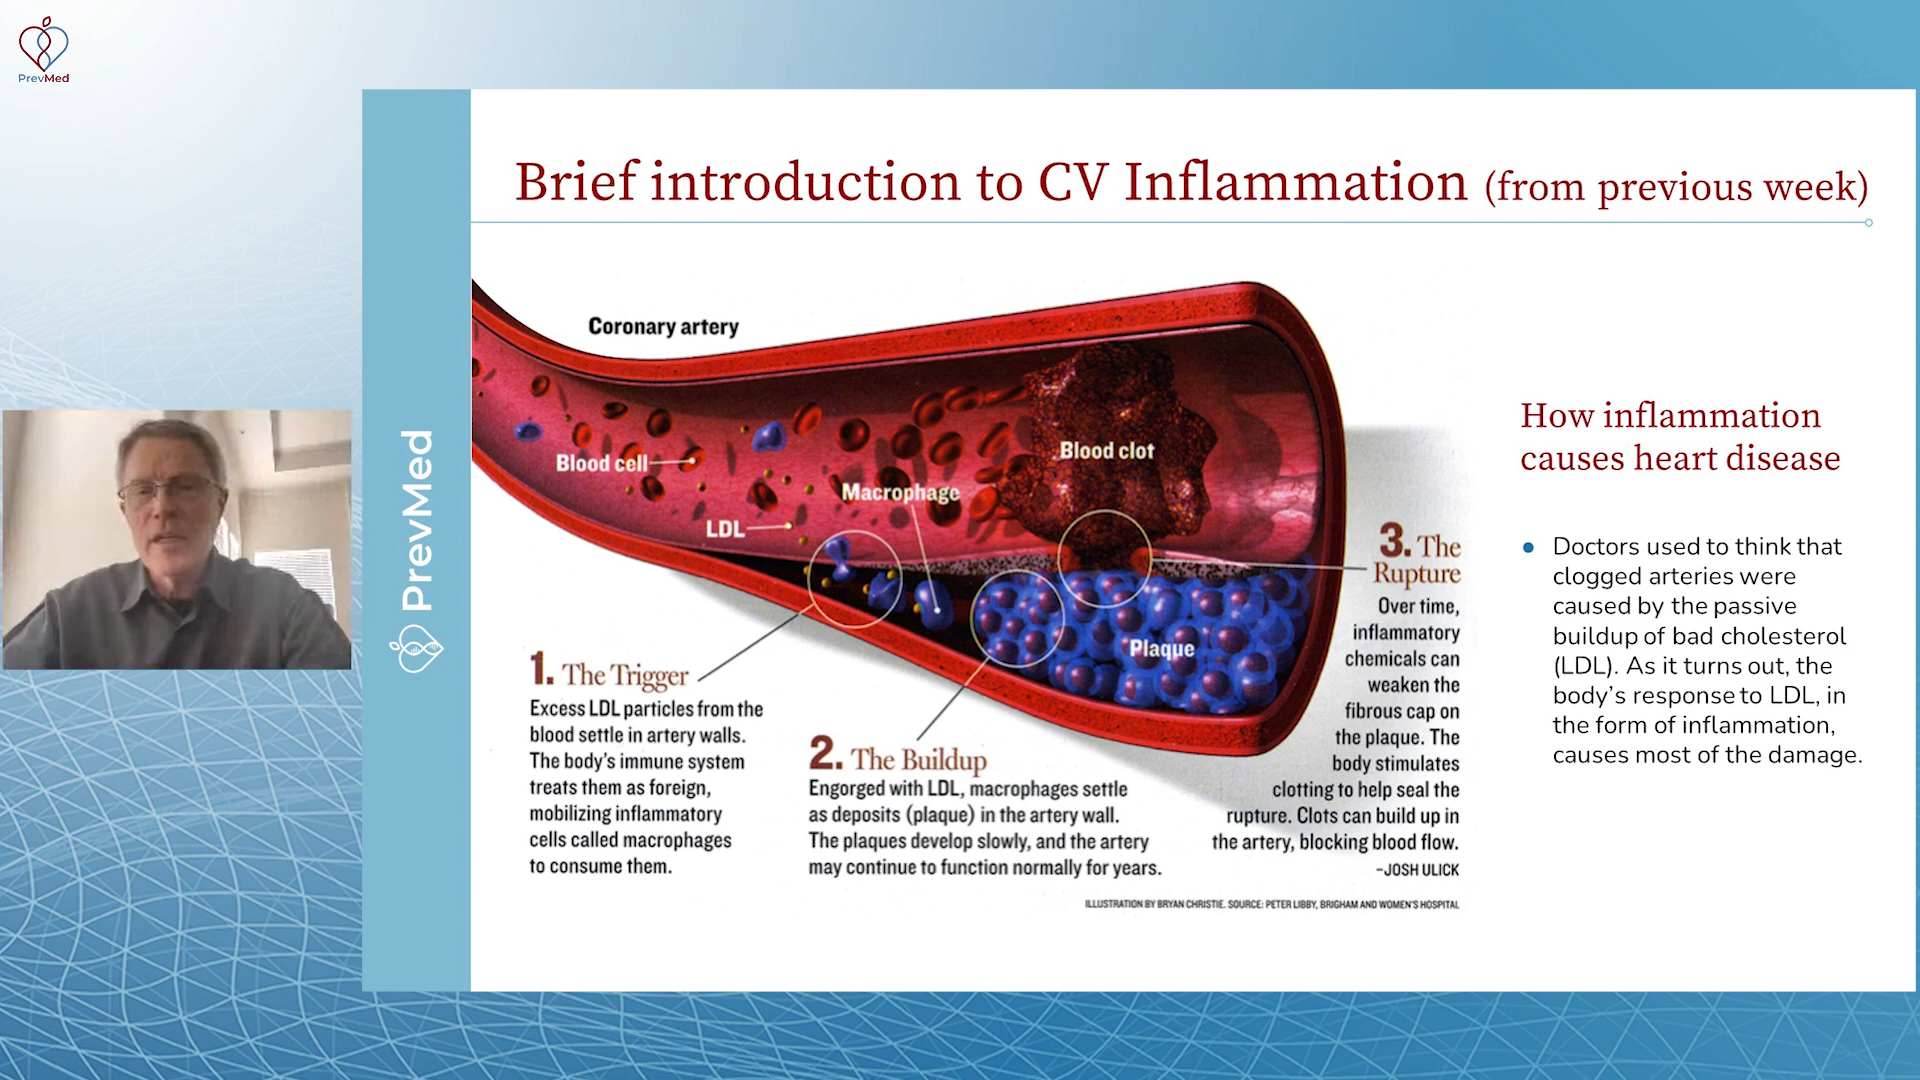 PrevMed
PrevMed
Brief introduction to CV Inflammation (from previous week)
Coronary artery
Blood cell
LDL
Macrophage
Blood clot
Plaque
1. The Trigger
Excess LDL particles from the
blood settle in artery walls.
The body's immune system
treats them as foreign,
mobilizing inflammatory
cells called macrophages
to consume them.
2. The Buildup
Engorged with LDL, macrophages settle
as deposits (plaque) in the artery wall.
The plaques develop slowly, and the artery
may continue to function normally for years.
3. The
Rupture
Over time,
inflammatory
chemicals can
weaken the
fibrous cap on
the plaque. The
body stimulates
clotting to help seal the
rupture. Clots can build up in
the artery, blocking blood flow.
–JOSH ULICK
ILLUSTRATION BY BRYAN CHRISTIE. SOURCE: PETER LIBBY, BRIGHAM AND WOMEN'S HOSPITAL
How inflammation
causes heart disease
● Doctors used to think that
clogged arteries were
caused by the passive
buildup of bad cholesterol
(LDL). As it turns out, the
body's response to LDL, in
the form of inflammation,
causes most of the damage.